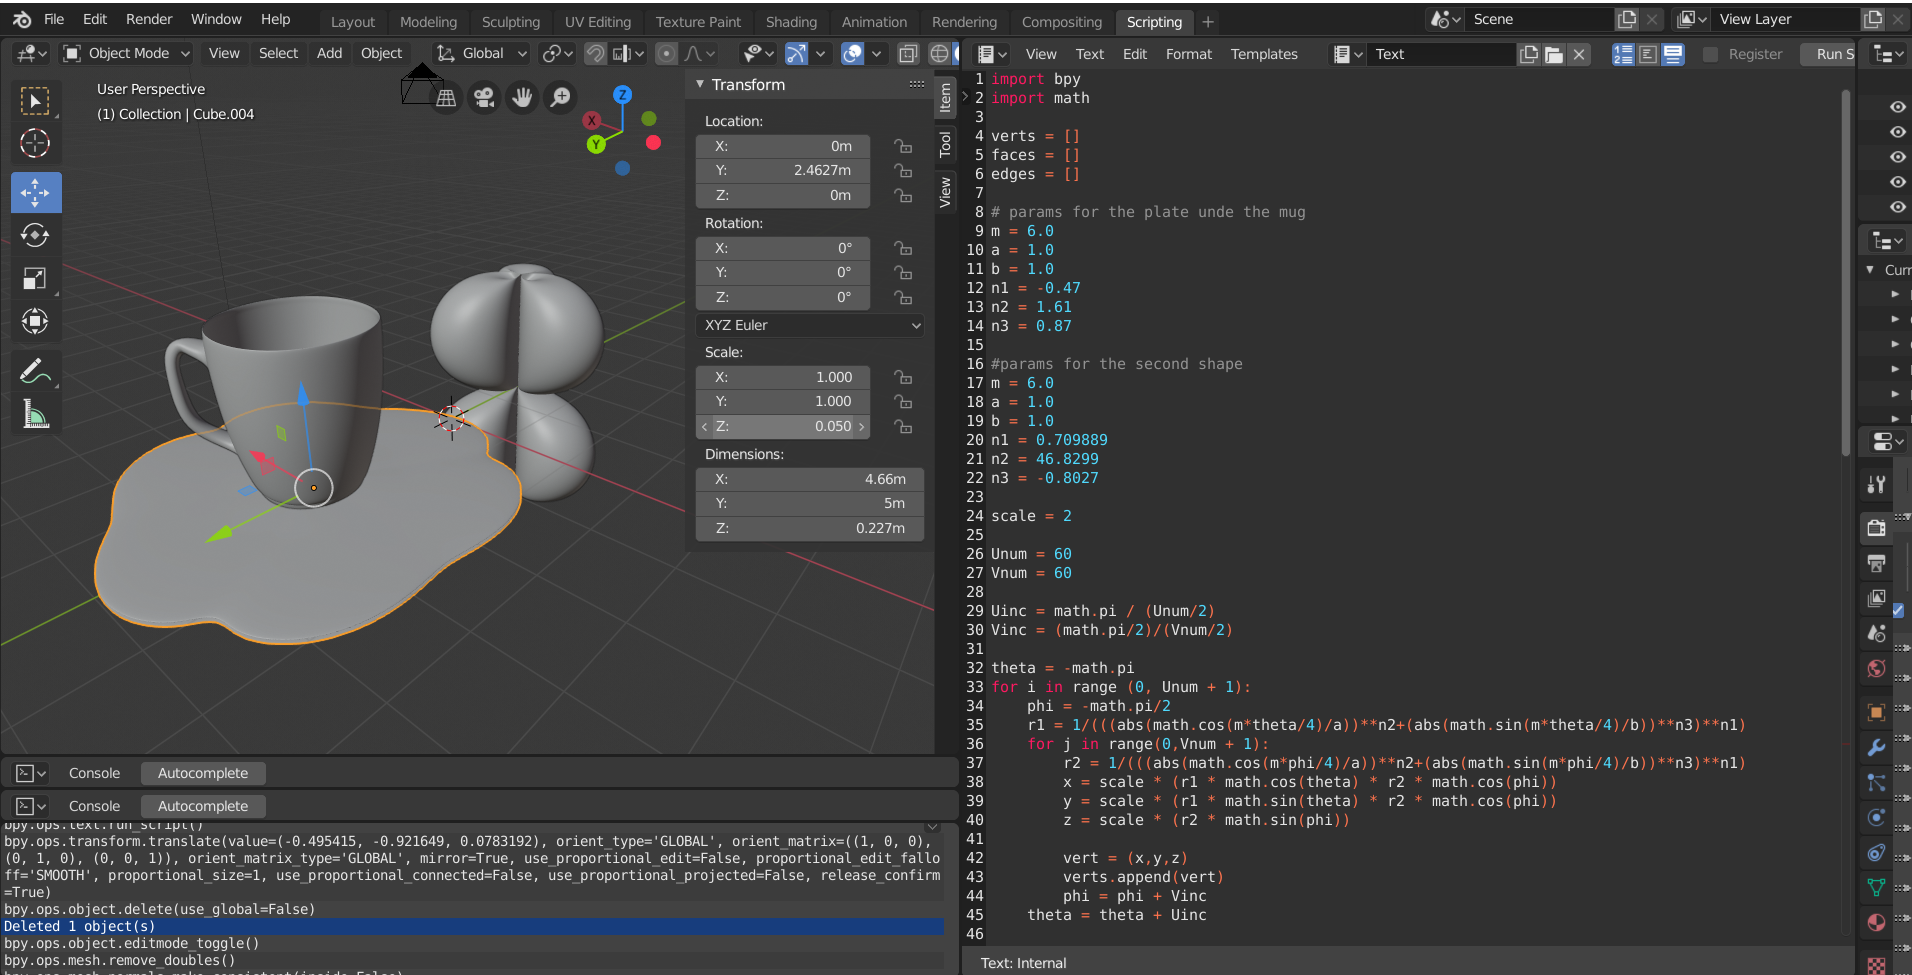 File Edit Render Window Help Layout Modeling Sculpting UV Editing Texture Paint Shading Animation Rendering Compositing Scripting + Scene View Layer
Object Mode View Select Add Object Global
View Text Edit Format Templates Text Register Run S
User Perspective
(1) Collection | Cube.004
Z
X
Y
Transform
Location:
X: 0m
Y: 2.4627m
Z: 0m
Rotation:
X: 0°
Y: 0°
Z: 0°
XYZ Euler
Scale:
X: 1.000
Y: 1.000
Z: 0.050
Dimensions:
X: 4.66m
Y: 5m
Z: 0.227m
Item
Tool
View
1 import bpy
2 import math
3
4 verts = []
5 faces = []
6 edges = []
7
8 # params for the plate unde the mug
9 m = 6.0
10 a = 1.0
11 b = 1.0
12 n1 = -0.47
13 n2 = 1.61
14 n3 = 0.87
15
16 #params for the second shape
17 m = 6.0
18 a = 1.0
19 b = 1.0
20 n1 = 0.709889
21 n2 = 46.8299
22 n3 = -0.8027
23
24 scale = 2
25
26 Unum = 60
27 Vnum = 60
28
29 Uinc = math.pi / (Unum/2)
30 Vinc = (math.pi/2)/(Vnum/2)
31
32 theta = -math.pi
33 for i in range (0, Unum + 1):
34 phi = -math.pi/2
35 r1 = 1/(((abs(math.cos(m*theta/4)/a))**n2+(abs(math.sin(m*theta/4)/b))**n3)**n1)
36 for j in range(0,Vnum + 1):
37 r2 = 1/(((abs(math.cos(m*phi/4)/a))**n2+(abs(math.sin(m*phi/4)/b))**n3)**n1)
38 x = scale * (r1 * math.cos(theta) * r2 * math.cos(phi))
39 y = scale * (r1 * math.sin(theta) * r2 * math.cos(phi))
40 z = scale * (r2 * math.sin(phi))
41
42 vert = (x,y,z)
43 verts.append(vert)
44 phi = phi + Vinc
45 theta = theta + Uinc
46
Text: Internal
Curr
Console Autocomplete
Console Autocomplete
bpy.ops.text.run_script()
bpy.ops.transform.translate(value=(-0.495415, -0.921649, 0.0783192), orient_type='GLOBAL', orient_matrix=((1, 0, 0),
(0, 1, 0), (0, 0, 1)), orient_matrix_type='GLOBAL', mirror=True, use_proportional_edit=False, proportional_edit_fallo
ff='SMOOTH', proportional_size=1, use_proportional_connected=False, use_proportional_projected=False, release_confirm
=True)
bpy.ops.object.delete(use_global=False)
Deleted 1 object(s)
bpy.ops.object.editmode_toggle()
bpy.ops.mesh.remove_doubles()